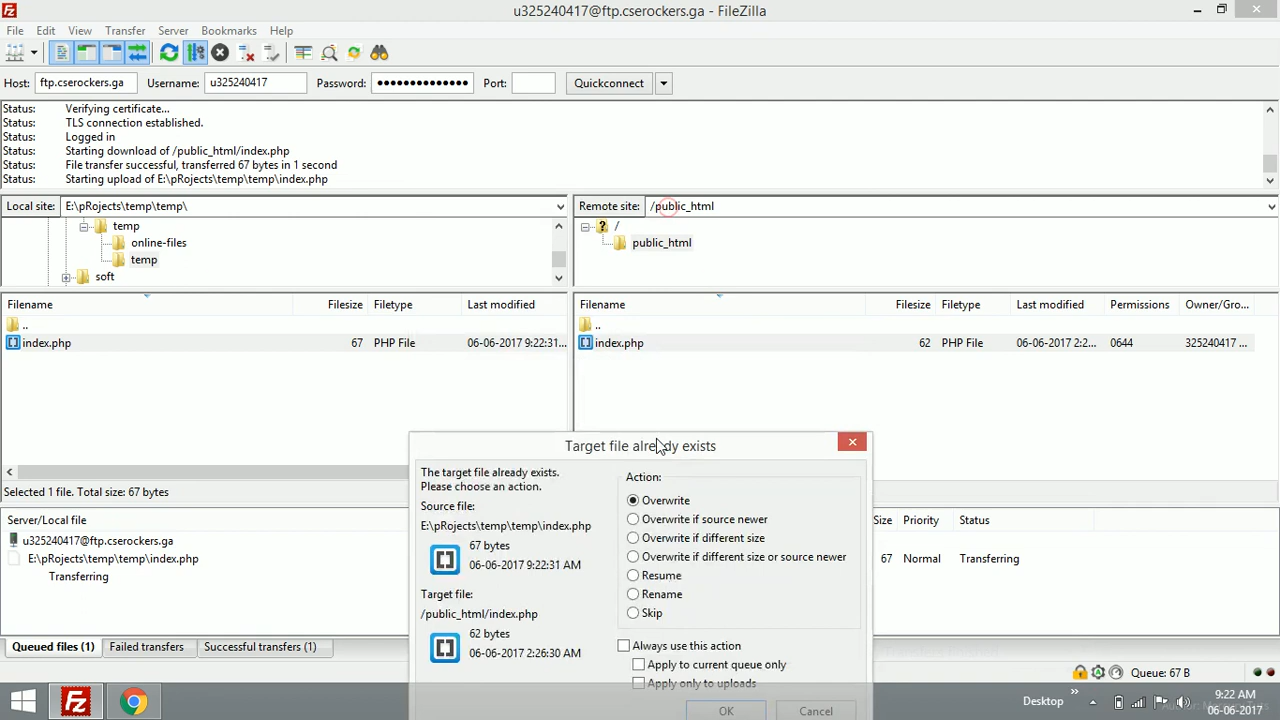 u325240417@ftp.cserockers.ga - FileZilla
File Edit View Transfer Server Bookmarks Help
Host: ftp.cserockers.ga Username: u325240417 Password: ●●●●●●●●●●●●●● Port: Quickconnect
Status: Verifying certificate...
Status: TLS connection established.
Status: Logged in
Status: Starting download of /public_html/index.php
Status: File transfer successful, transferred 67 bytes in 1 second
Status: Starting upload of E:\pRojects\temp\temp\index.php
Local site: E:\pRojects\temp\temp\
temp
online-files
temp
soft
Remote site: /public_html
/
public_html
Filename Filesize Filetype Last modified
..
index.php 67 PHP File 06-06-2017 9:22:31...
Selected 1 file. Total size: 67 bytes
Filename Filesize Filetype Last modified Permissions Owner/Gro...
..
index.php 62 PHP File 06-06-2017 2:2... 0644 325240417 ...
Server/Local file
u325240417@ftp.cserockers.ga
E:\pRojects\temp\temp\index.php
Transferring
Size Priority Status
67 Normal Transferring
Target file already exists
The target file already exists.
Please choose an action.
Source file:
E:\pRojects\temp\temp\index.php
67 bytes
06-06-2017 9:22:31 AM
Target file:
/public_html/index.php
62 bytes
06-06-2017 2:26:30 AM
Action:
Overwrite
Overwrite if source newer
Overwrite if different size
Overwrite if different size or source newer
Resume
Rename
Skip
Always use this action
Apply to current queue only
Apply only to uploads
OK Cancel
Queued files (1) Failed transfers Successful transfers (1)
Queue: 67 B
Desktop
9:22 AM
06-06-2017